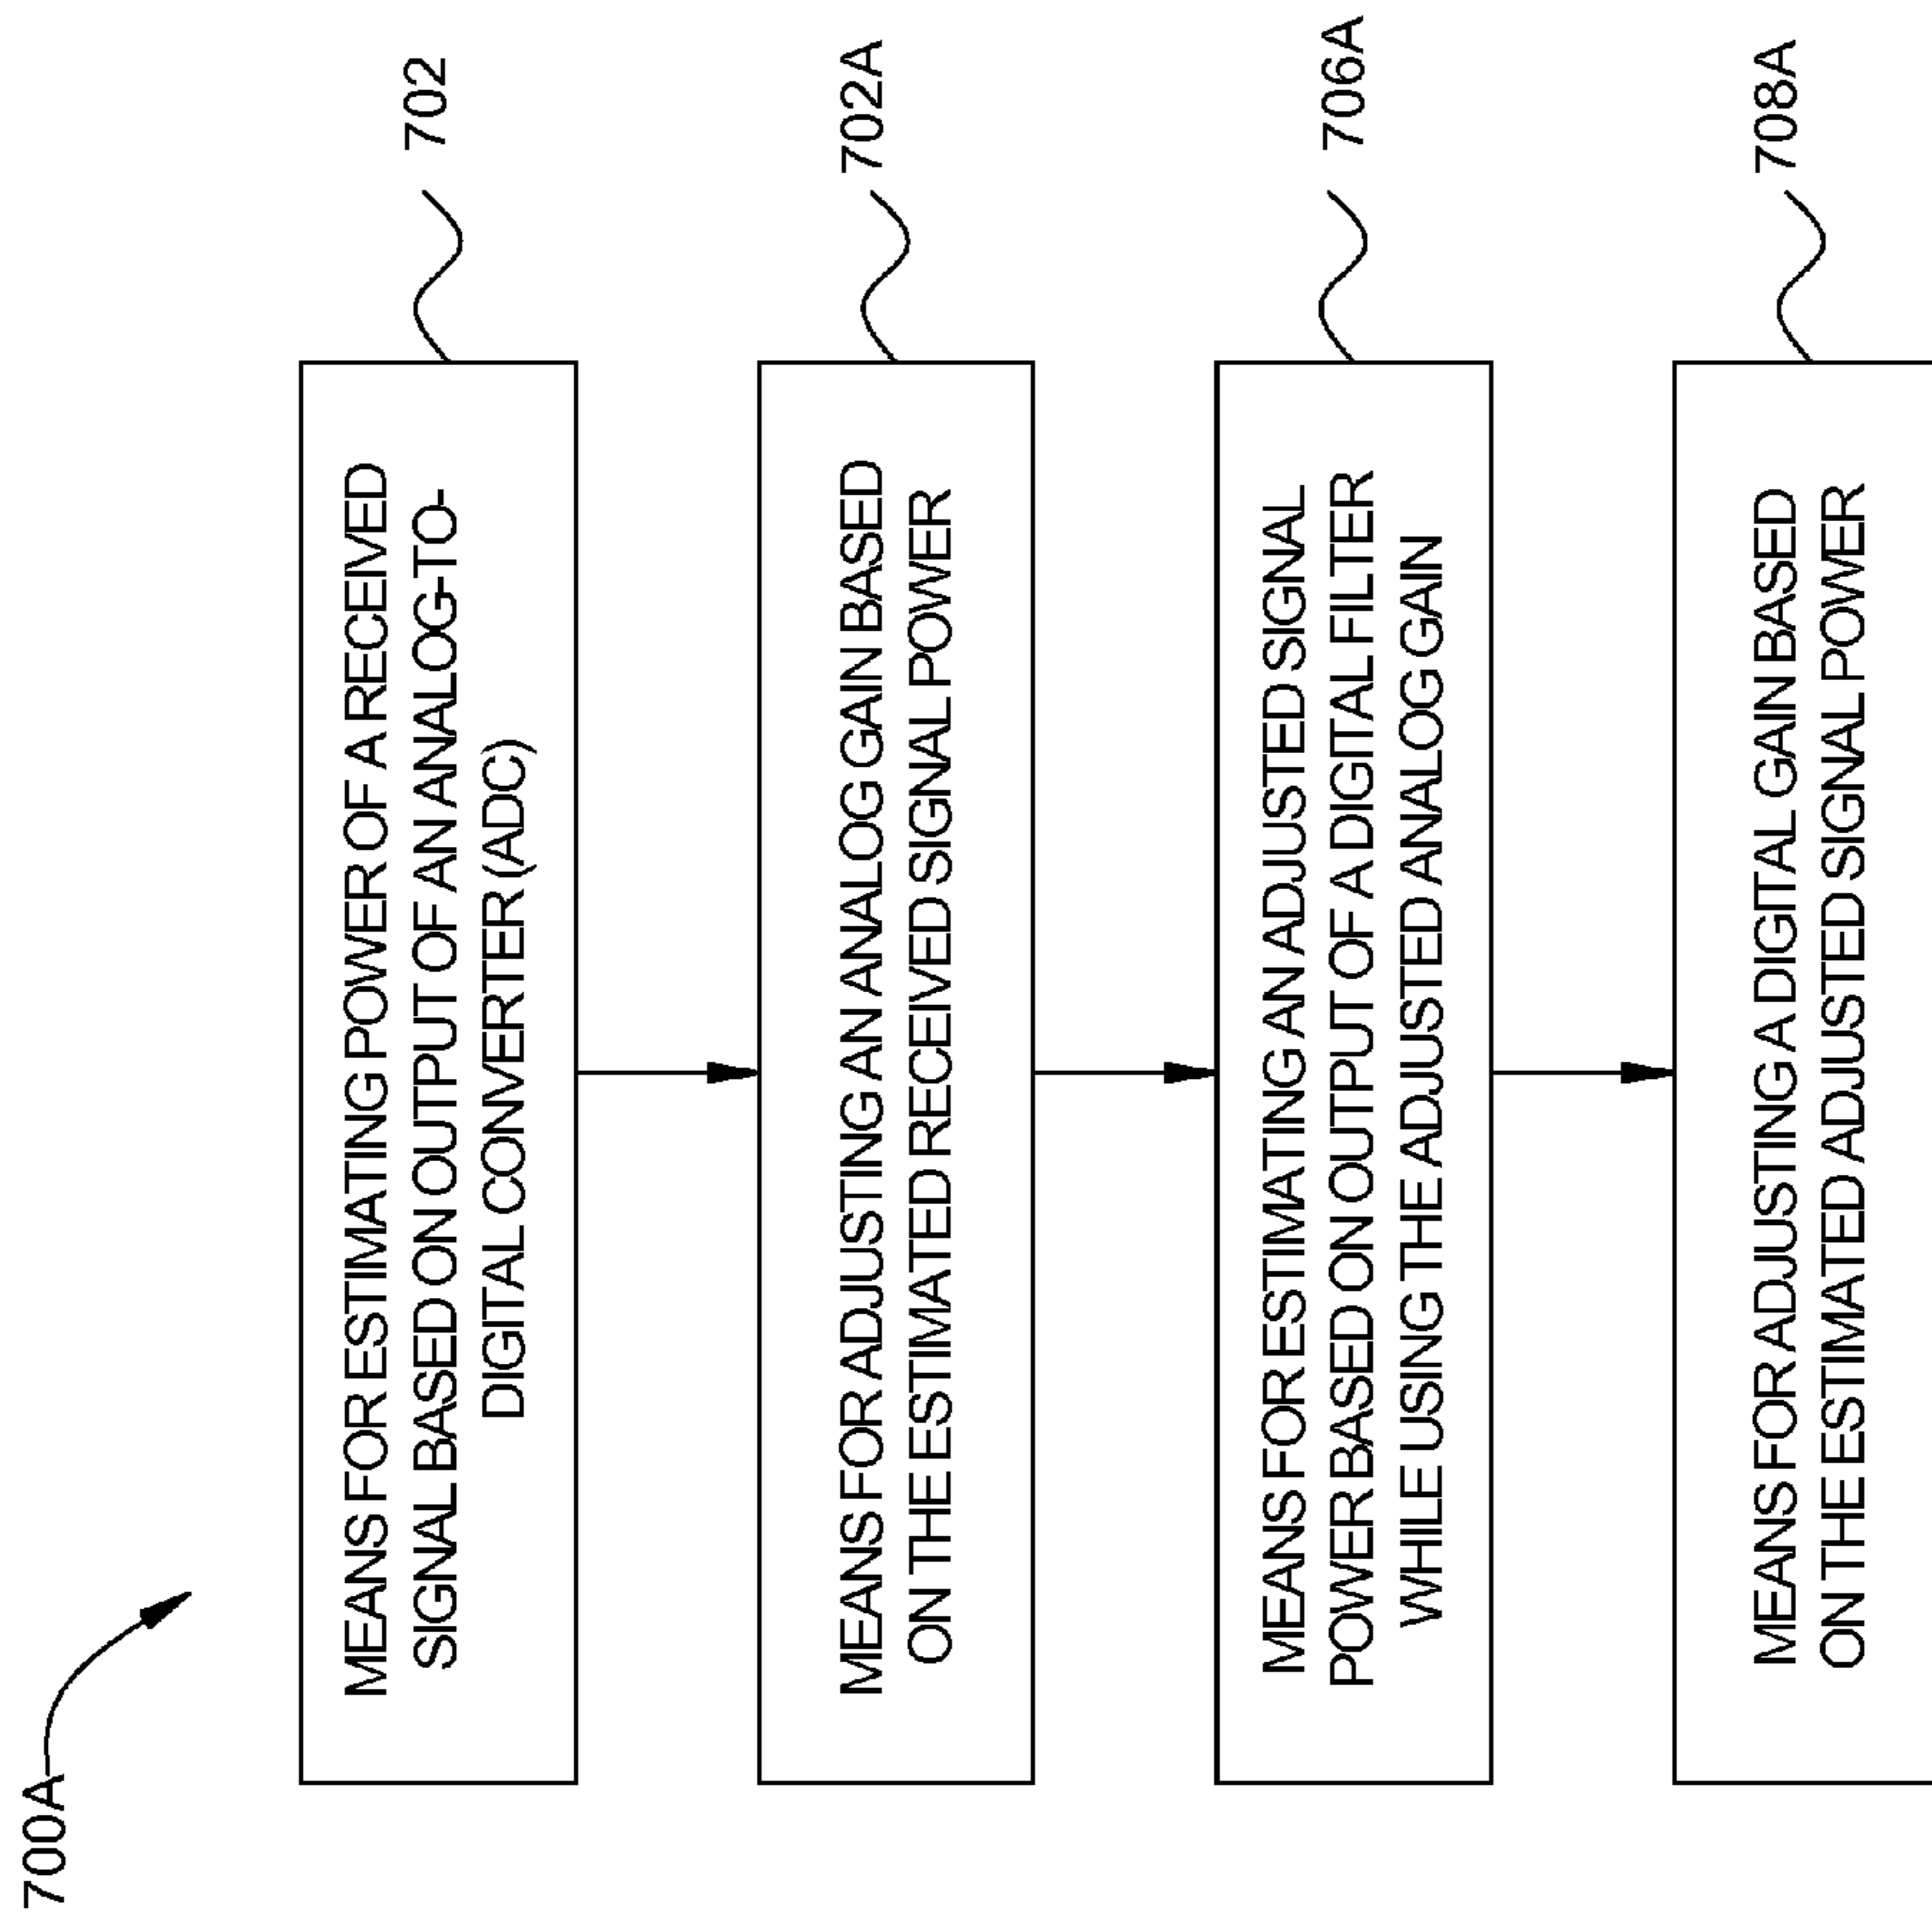 700A
MEANS FOR ESTIMATING POWER OF A RECEIVED
SIGNAL BASED ON OUTPUT OF AN ANALOG-TO-
DIGITAL CONVERTER (ADC)
702
MEANS FOR ADJUSTING AN ANALOG GAIN BASED
ON THE ESTIMATED RECEIVED SIGNAL POWER
702A
MEANS FOR ESTIMATING AN ADJUSTED SIGNAL
POWER BASED ON OUTPUT OF A DIGITAL FILTER
WHILE USING THE ADJUSTED ANALOG GAIN
706A
MEANS FOR ADJUSTING A DIGITAL GAIN BASED
ON THE ESTIMATED ADJUSTED SIGNAL POWER
708A